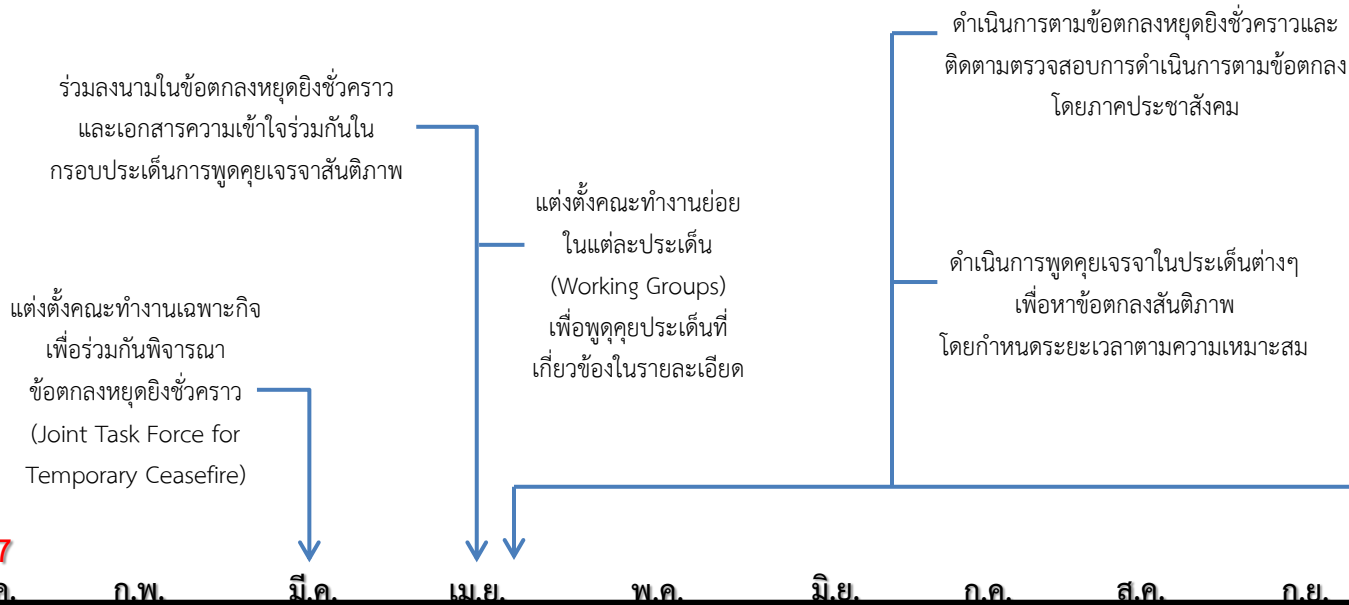 ดำเนินการตามข้อตกลงหยุดยิงชั่วคราวและ
ติดตามตรวจสอบการดำเนินการตามข้อตกลง
โดยภาคประชาสังคม
ร่วมลงนามในข้อตกลงหยุดยิงชั่วคราว
และเอกสารความเข้าใจร่วมกันใน
กรอบประเด็นการพูดคุยเจรจาสันติภาพ
แต่งตั้งคณะทำงานย่อย
ในแต่ละประเด็น
(Working Groups)
เพื่อพูดุคุยประเด็นที่
เกี่ยวข้องในรายละเอียด
ดำเนินการพูดคุยเจรจาในประเด็นต่างๆ
เพื่อหาข้อตกลงสันติภาพ
โดยกำหนดระยะเวลาตามความเหมาะสม
แต่งตั้งคณะทำงานเฉพาะกิจ
เพื่อร่วมกันพิจารณา
ข้อตกลงหยุดยิงชั่วคราว
(Joint Task Force for
Temporary Ceasefire)
7
ค. ก.พ. มี.ค. เม.ย. พ.ค. มิ.ย. ก.ค. ส.ค. ก.ย.